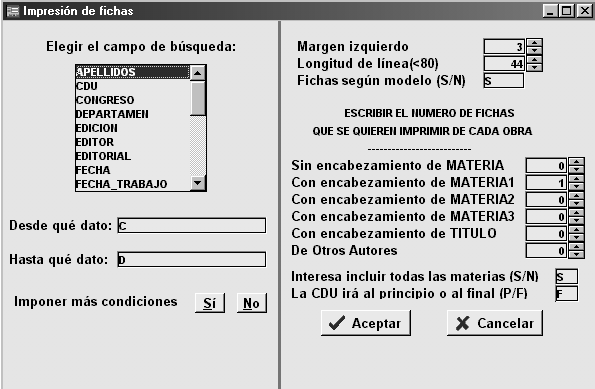 Impresión de fichas
Elegir el campo de búsqueda:
APELLIDOS
CDU
CONGRESO
DEPARTAMEN
EDICION
EDITOR
EDITORIAL
FECHA
FECHA_TRABAJO
Desde qué dato: C
Hasta qué dato: D
Imponer más condiciones Sí No
Margen izquierdo 3
Longitud de línea(<80) 44
Fichas según modelo (S/N) S
ESCRIBIR EL NUMERO DE FICHAS
QUE SE QUIEREN IMPRIMIR DE CADA OBRA
-------------------------
Sin encabezamiento de MATERIA 0
Con encabezamiento de MATERIA1 1
Con encabezamiento de MATERIA2 0
Con encabezamiento de MATERIA3 0
Con encabezamiento de TITULO 0
De Otros Autores 0
Interesa incluir todas las materias (S/N) S
La CDU irá al principio o al final (P/F) F
Aceptar Cancelar